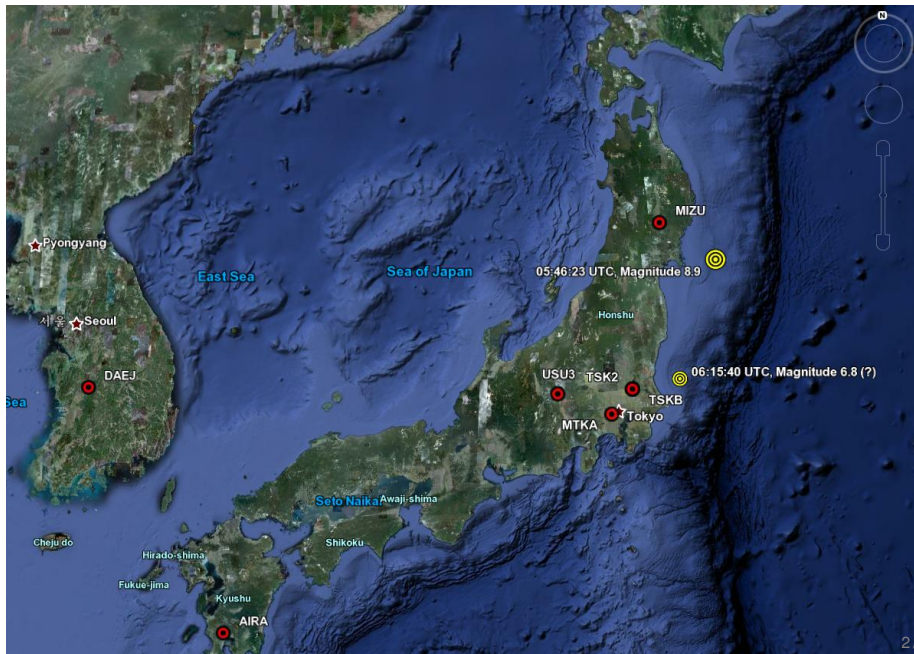 N
MIZU
Pyongyang
East Sea
Sea of Japan
05:46:23 UTC, Magnitude 8.9
Honshu
서울 Seoul
DAEJ
USU3
TSK2
06:15:40 UTC, Magnitude 6.8 (?)
Sea
TSKB
MTKA
Tokyo
Seto Naikai
Awaji-shima
Cheju do
Hirado-shima
Shikoku
Fukue-jima
Kyushu
AIRA
2